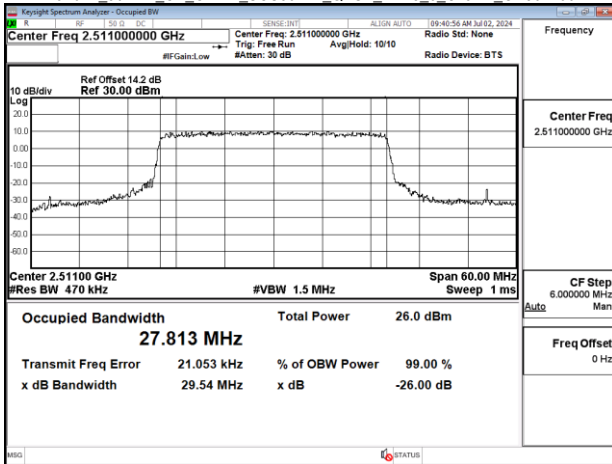 Keysight Spectrum Analyzer - Occupied BW
R RF 50 Ω DC SENSE:INT ALIGN AUTO 09:40:56 AM Jul 02, 2024
Center Freq 2.511000000 GHz Center Freq: 2.511000000 GHz Radio Std: None
Trig: Free Run Avg|Hold: 10/10
#IFGain:Low #Atten: 30 dB Radio Device: BTS
Frequency
Ref Offset 14.2 dB
10 dB/div Ref 30.00 dBm
Log
20.0
10.0
0.00
-10.0
-20.0
-30.0
-40.0
-50.0
-60.0
Center Freq
2.511000000 GHz
Center 2.51100 GHz Span 60.00 MHz
#Res BW 470 kHz #VBW 1.5 MHz Sweep 1 ms
CF Step
6.000000 MHz
Auto Man
Occupied Bandwidth Total Power 26.0 dBm
27.813 MHz
Transmit Freq Error 21.053 kHz % of OBW Power 99.00 %
x dB Bandwidth 29.54 MHz x dB -26.00 dB
Freq Offset
0 Hz
MSG STATUS